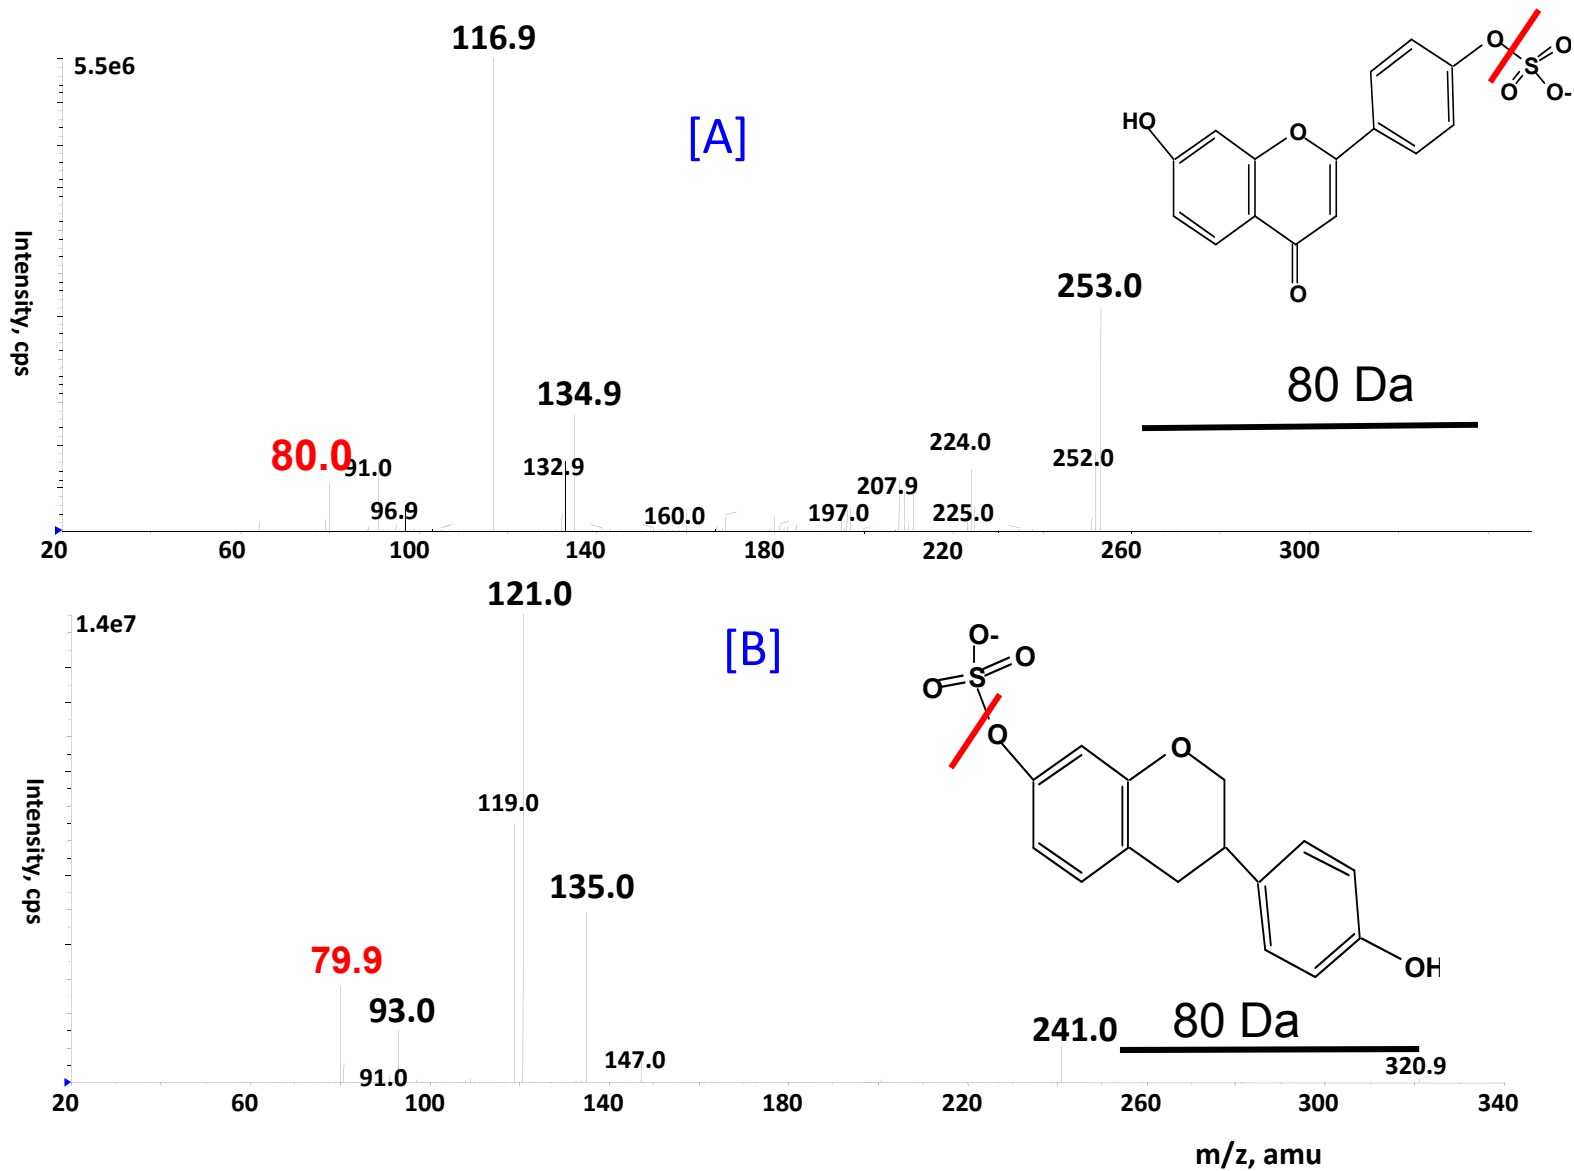 116.9
5.5e6
[A]
O
S
O
O
O-
HO
O
O
Intensity, cps
253.0
80 Da
134.9
80.0
91.0
132.9
96.9
160.0
207.9
197.0
224.0
225.0
252.0
20 60 100 140 180 220 260 300
121.0
1.4e7
[B]
O-
O
S
O
O
O
OH
Intensity, cps
119.0
135.0
79.9
93.0
91.0
147.0
241.0
80 Da
320.9
20 60 100 140 180 220 260 300 340
m/z, amu